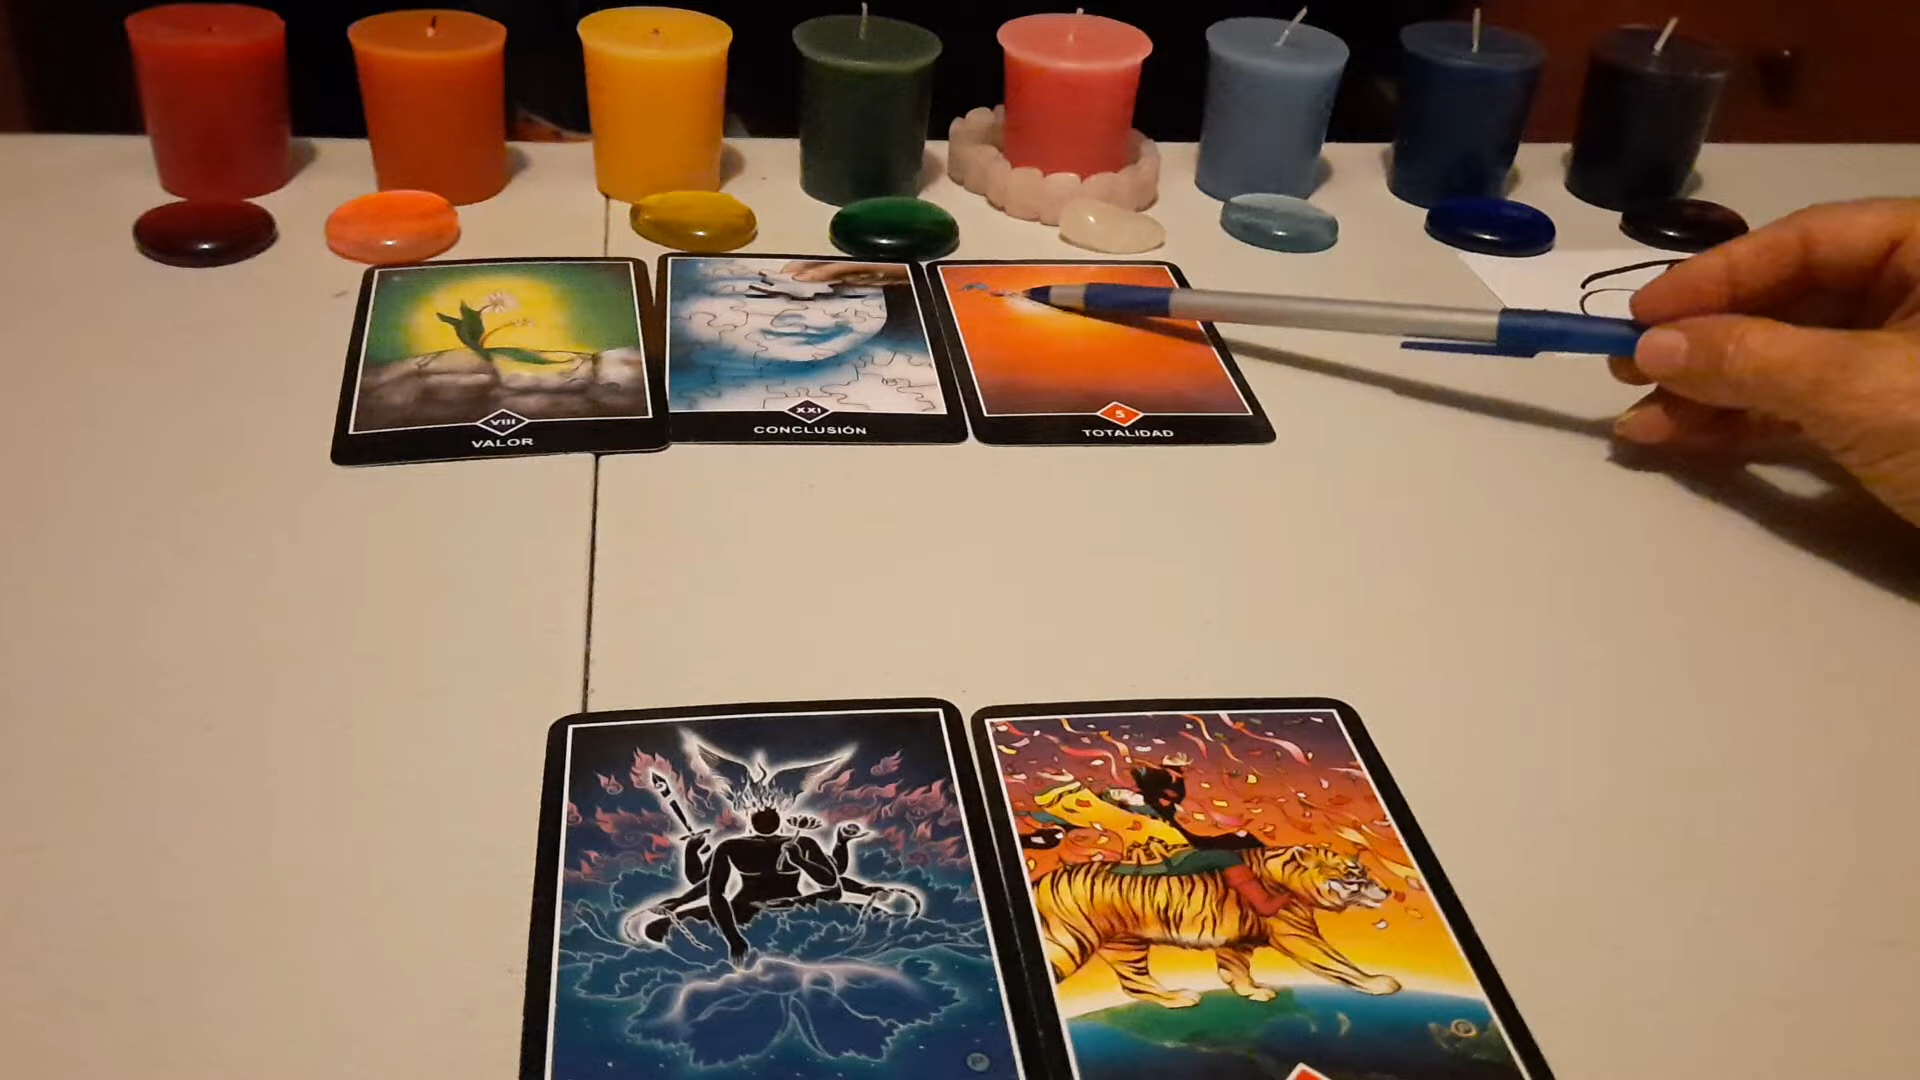 VIII
VALOR
XXI
CONCLUSIÓN
5
TOTALIDAD